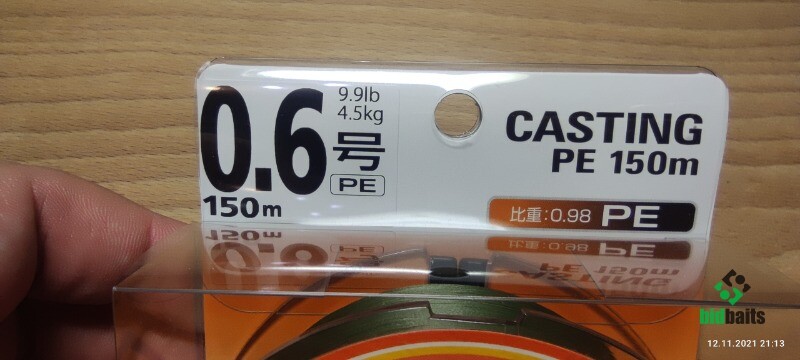 0.6
9.9lb
4.5kg
号
PE
150m
CASTING
PE 150m
比重:0.98 PE
bidbaits
12.11.2021 21:13